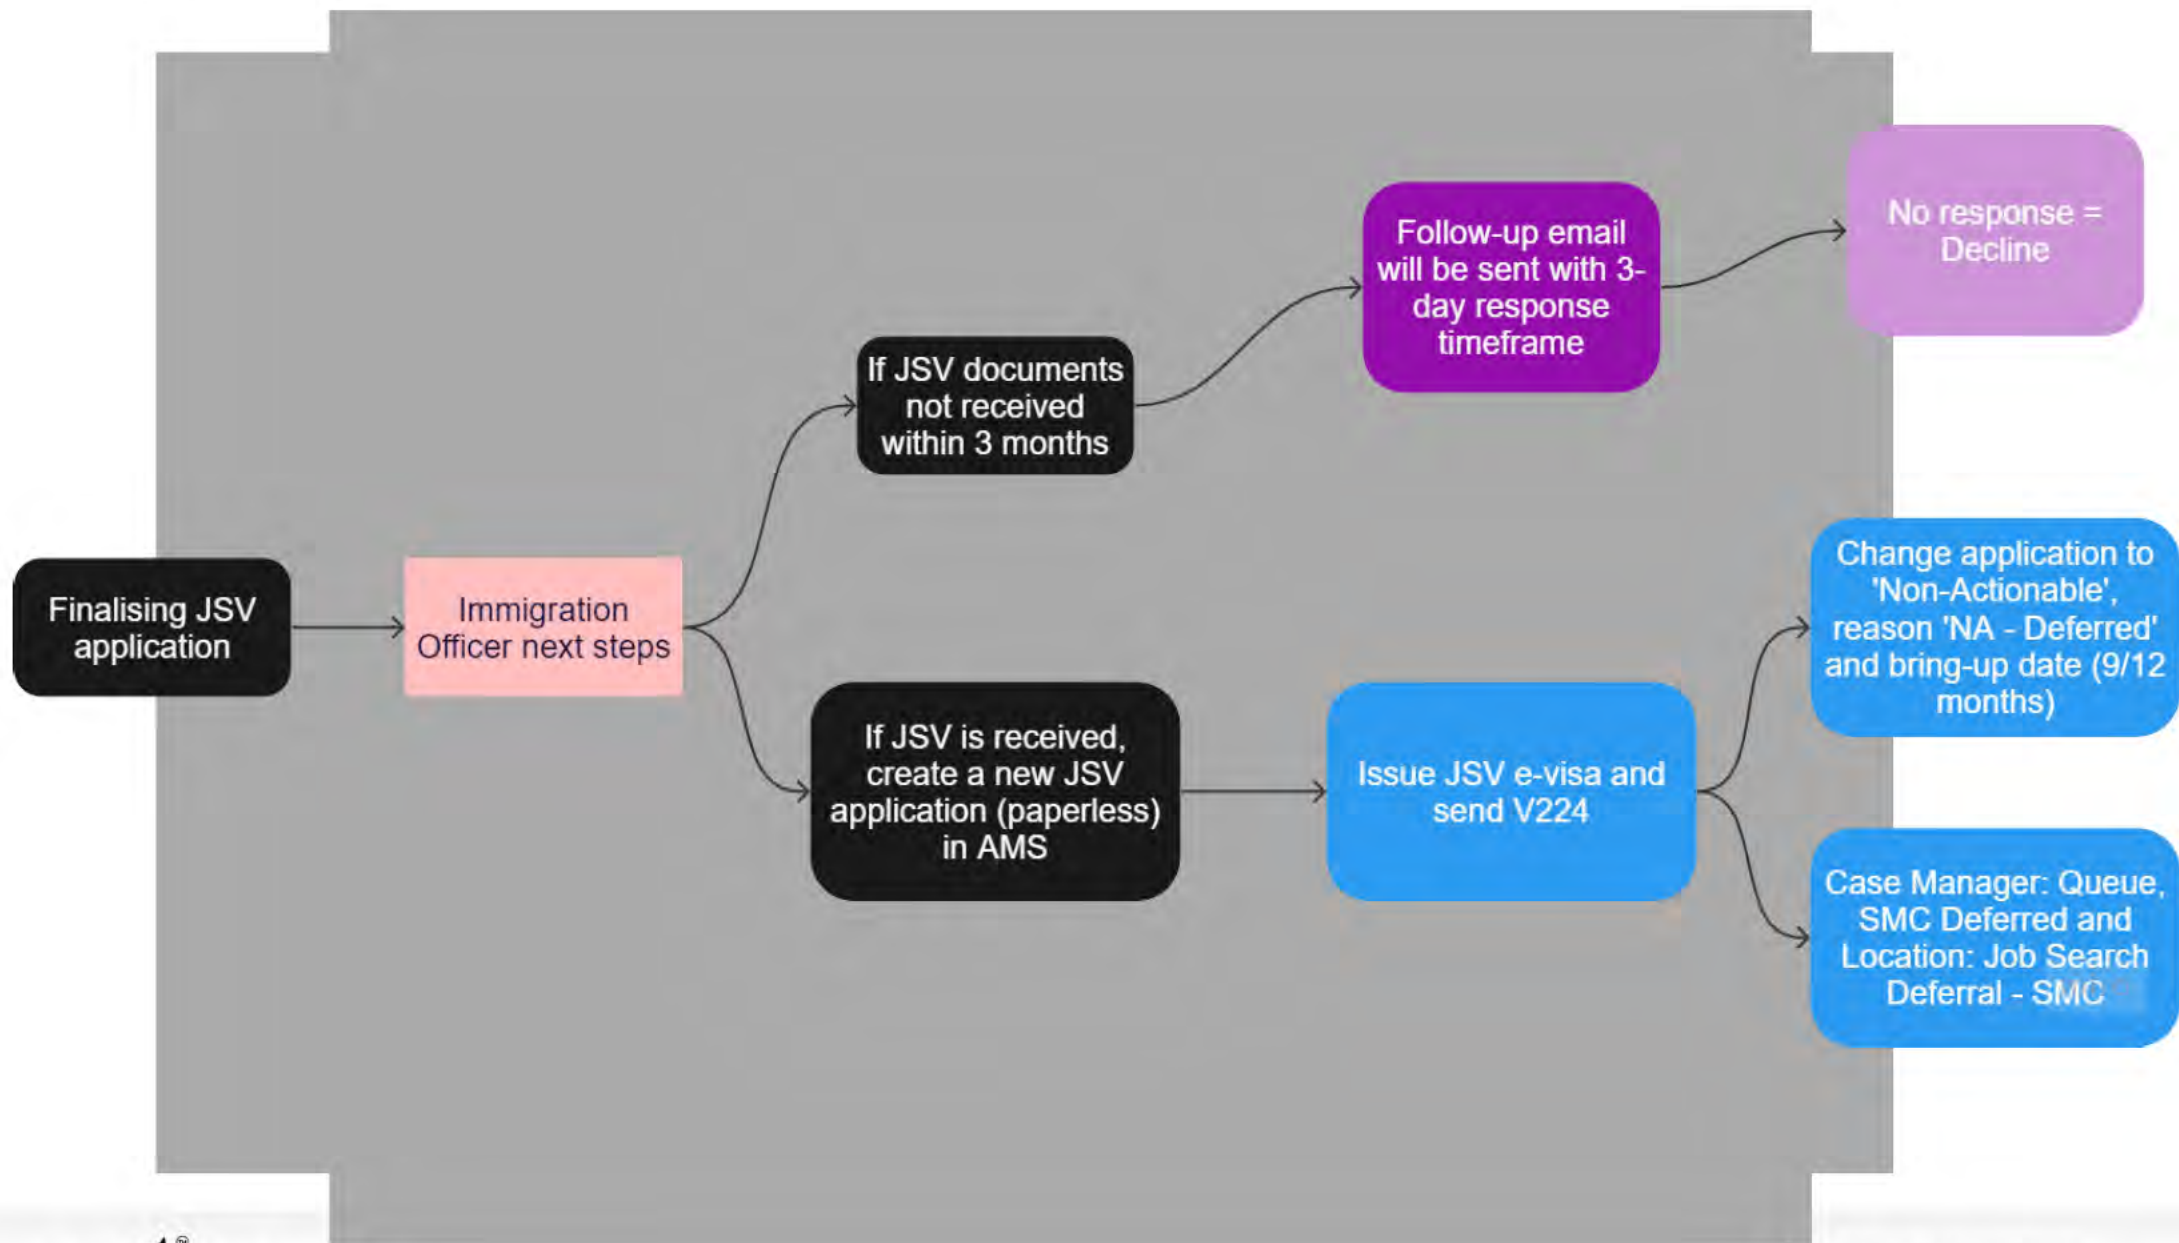 Finalising JSV
application
Immigration
Officer next steps
If JSV documents
not received
within 3 months
Follow-up email
will be sent with 3-
day response
timeframe
No response =
Decline
If JSV is received,
create a new JSV
application (paperless)
in AMS
Issue JSV e-visa and
send V224
Change application to
'Non-Actionable',
reason 'NA - Deferred'
and bring-up date (9/12
months)
Case Manager: Queue,
SMC Deferred and
Location: Job Search
Deferral - SMC